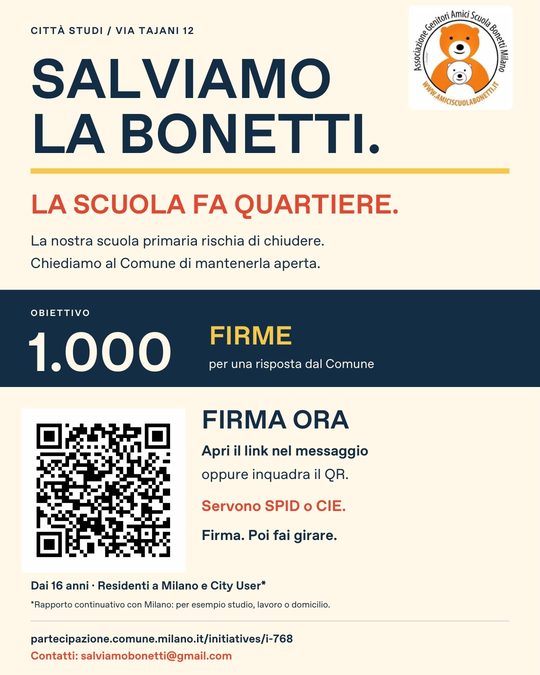 CITTÀ STUDI / VIA TAJANI 12
Associazione Genitori Amici Scuola Bonetti Milano
WWW.AMICISCUOLABONETTI.IT
SALVIAMO
LA BONETTI.
LA SCUOLA FA QUARTIERE.
La nostra scuola primaria rischia di chiudere.
Chiediamo al Comune di mantenerla aperta.
OBIETTIVO
1.000
FIRME
per una risposta dal Comune
FIRMA ORA
Apri il link nel messaggio
oppure inquadra il QR.
Servono SPID o CIE.
Firma. Poi fai girare.
Dai 16 anni · Residenti a Milano e City User*
*Rapporto continuativo con Milano: per esempio studio, lavoro o domicilio.
partecipazione.comune.milano.it/initiatives/i-768
Contatti: salviamobonetti@gmail.com